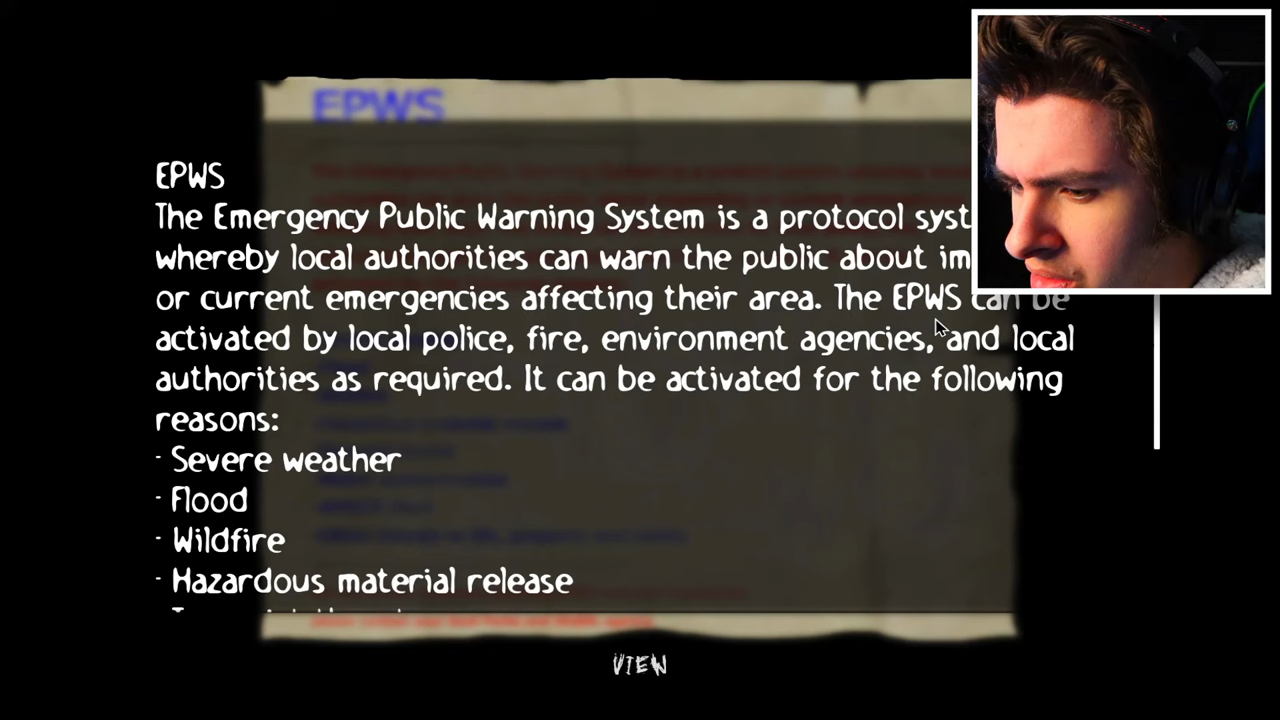 EPWS
EPWS
The Emergency Public Warning System is a protocol syst
whereby local authorities can warn the public about im
or current emergencies affecting their area. The EPWS can be
activated by local police, fire, environment agencies, and local
authorities as required. It can be activated for the following
reasons:
- Severe weather
- Flood
- Wildfire
- Hazardous material release
VIEW